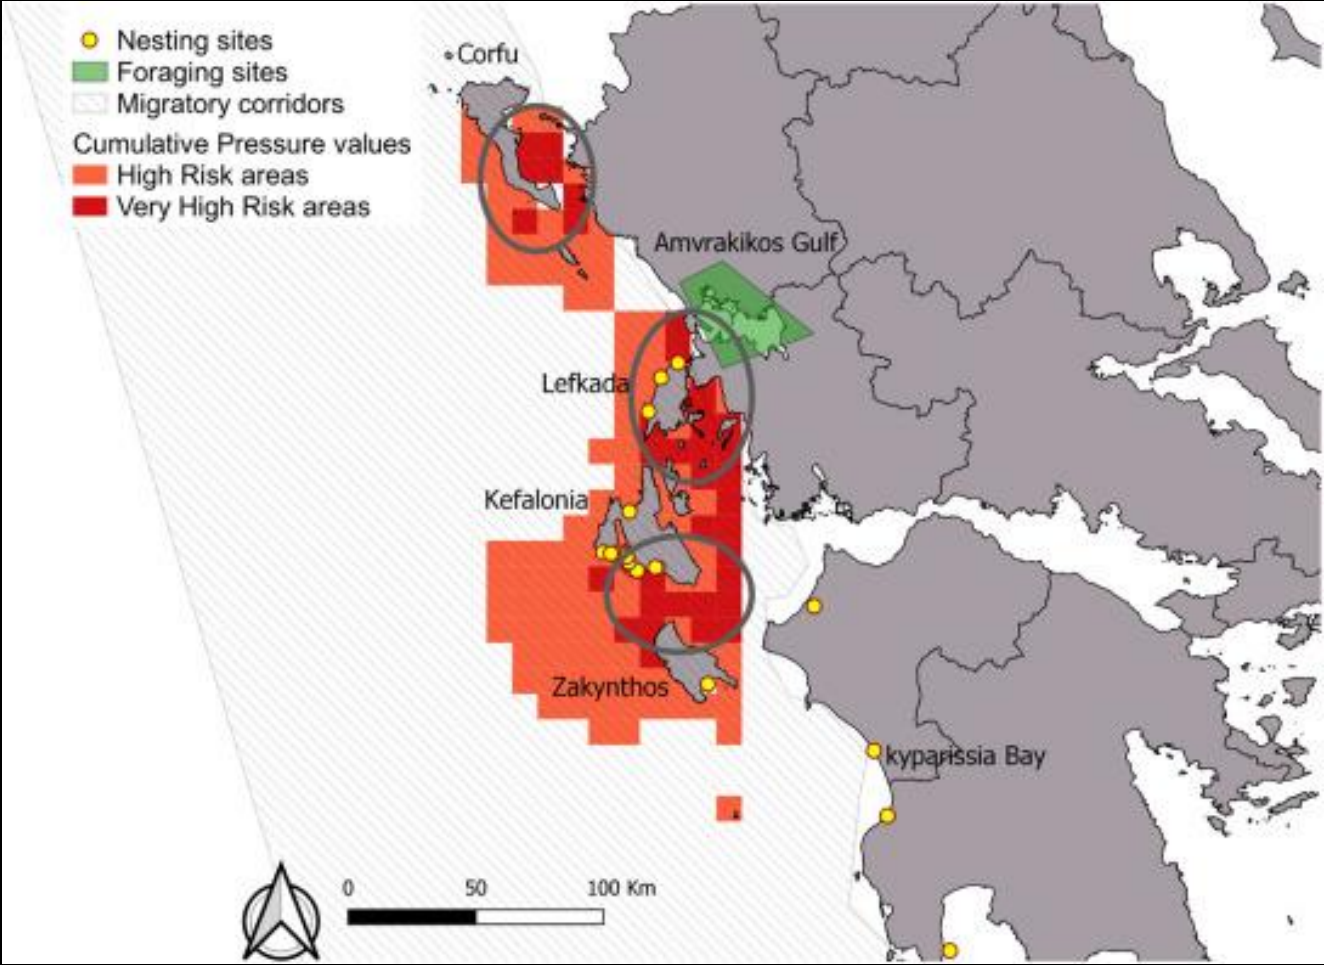 Nesting sites
Foraging sites
Migratory corridors
Cumulative Pressure values
High Risk areas
Very High Risk areas
Corfu
Amvrakikos Gulf
Lefkada
Kefalonia
Zakynthos
kyparissia Bay
0 50 100 Km